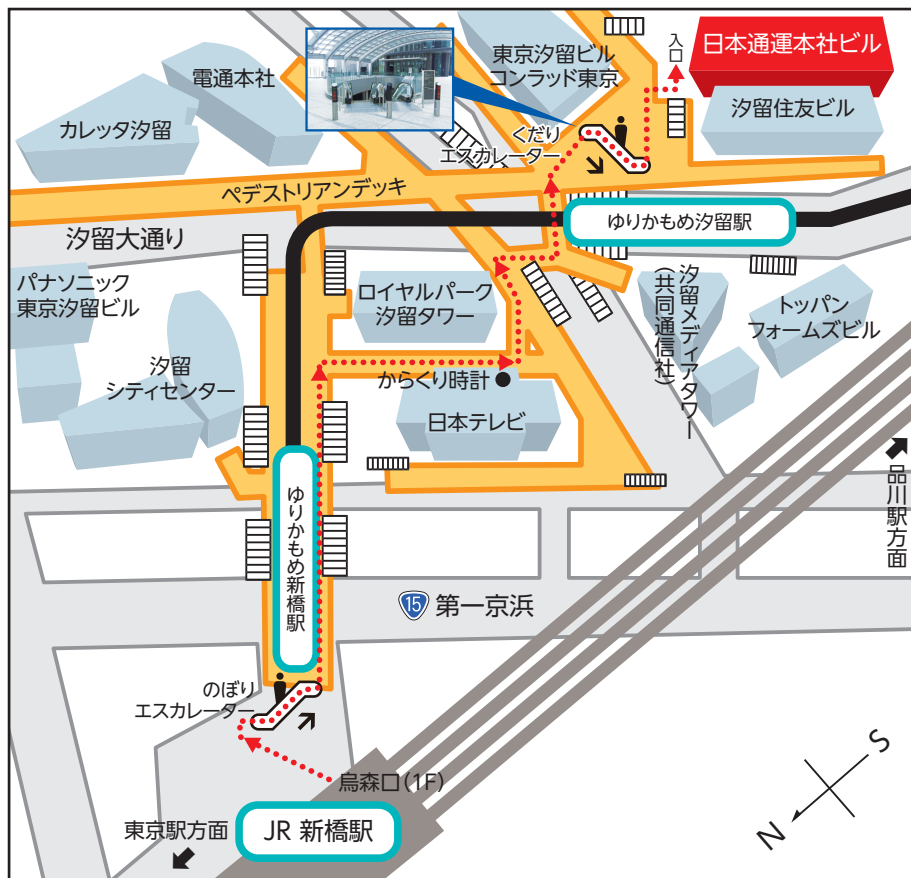 入口
日本通運本社ビル
東京汐留ビル
コンラッド東京
電通本社
カレッタ汐留
汐留住友ビル
くだり
エスカレーター
ペデストリアンデッキ
汐留大通り
ゆりかもめ汐留駅
パナソニック
東京汐留ビル
ロイヤルパーク
汐留タワー
汐留メディアタワー
(共同通信社)
トッパン
フォームズビル
汐留
シティセンター
からくり時計
日本テレビ
品川駅方面
ゆりかもめ新橋駅
15 第一京浜
のぼり
エスカレーター
烏森口(1F)
東京駅方面
JR 新橋駅
S
N